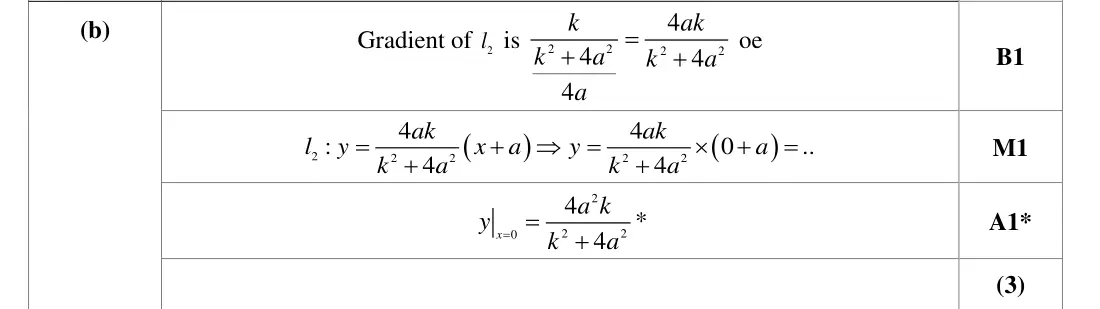 (b) Gradient of l₂ is k/((k² + 4a²)/(4a)) = 4ak/(k² + 4a²) oe B1
l₂ : y = 4ak/(k² + 4a²) (x + a) ⇒ y = 4ak/(k² + 4a²) × (0 + a) = .. M1
y|ₓ₌₀ = 4a²k/(k² + 4a²) * A1*
(3)